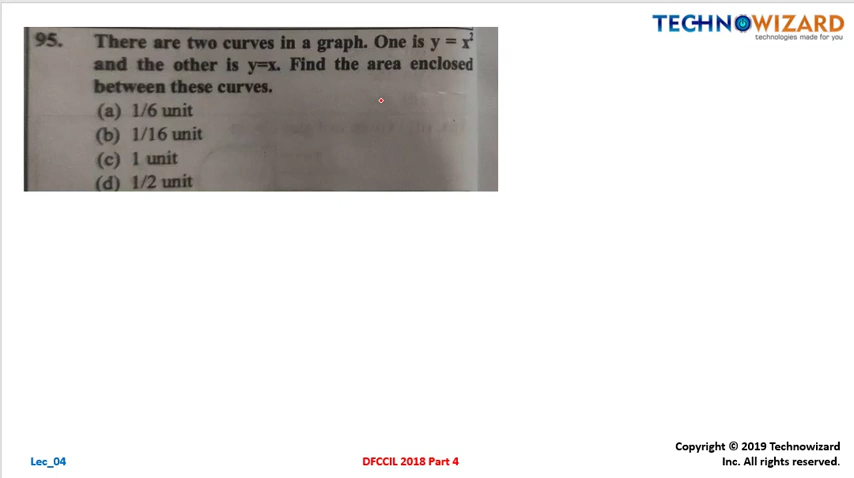 TECHNOWIZARD
technologies made for you
95. There are two curves in a graph. One is y = x²
and the other is y=x. Find the area enclosed
between these curves.
(a) 1/6 unit
(b) 1/16 unit
(c) 1 unit
(d) 1/2 unit
Lec_04
DFCCIL 2018 Part 4
Copyright © 2019 Technowizard
Inc. All rights reserved.